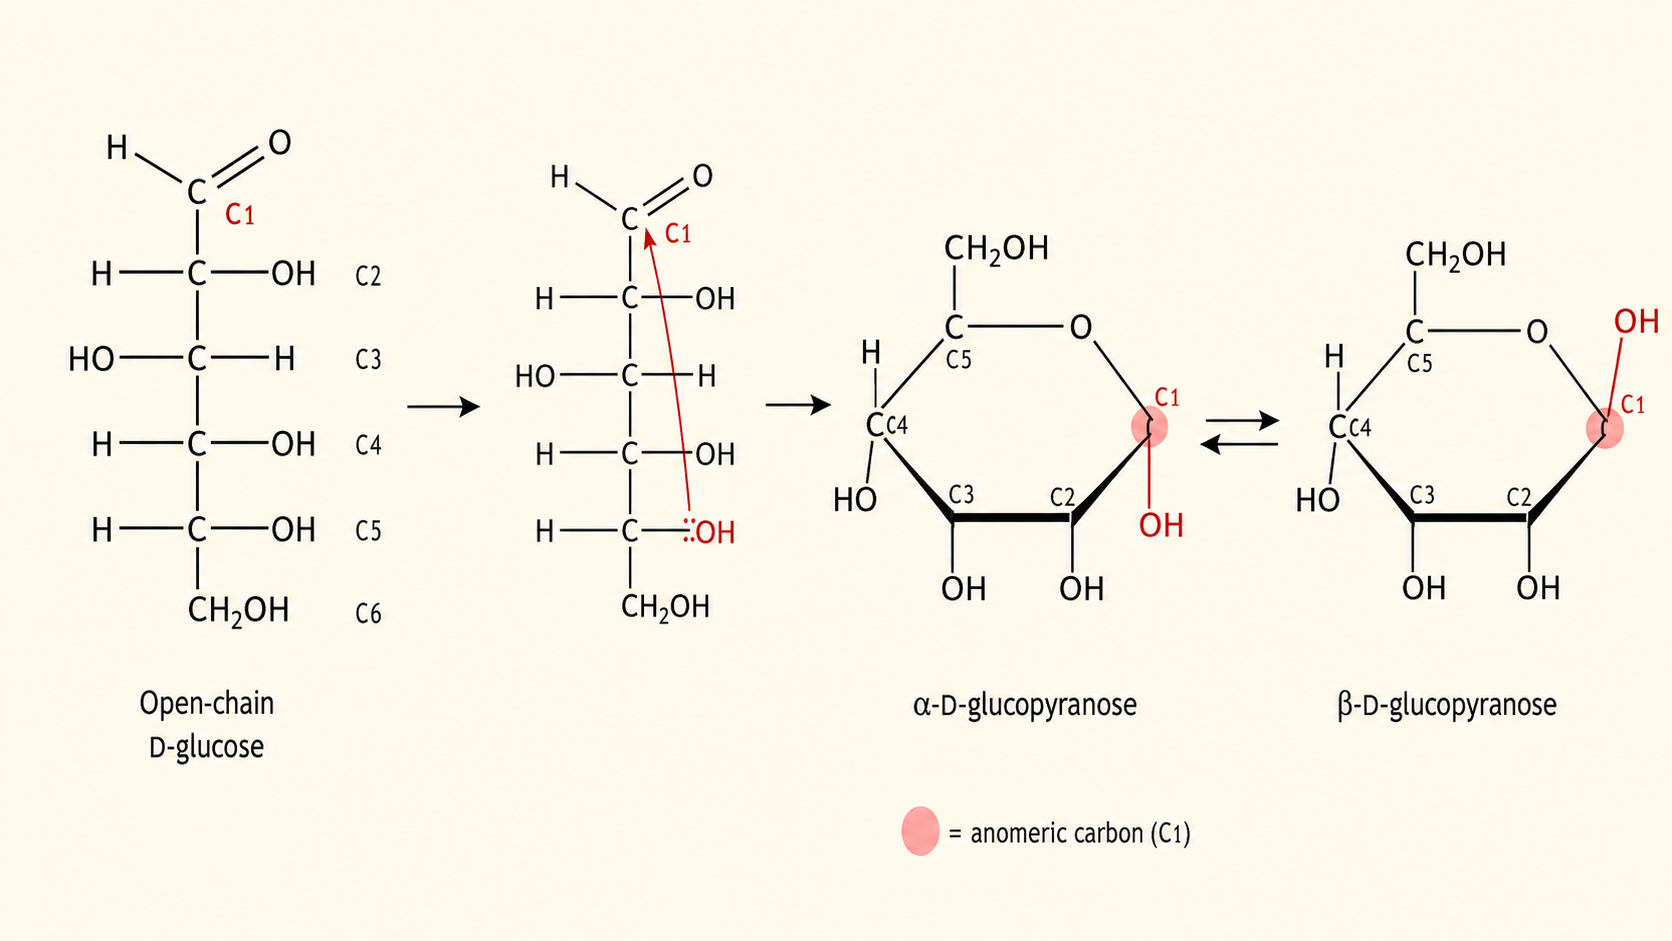 H O
C
C1
H C OH C2
HO C H C3
H C OH C4
H C OH C5
CH₂OH C6
Open-chain
D-glucose
H O
C
C1
H C OH
HO C H
H C OH
H C :OH
CH₂OH
CH₂OH
C O
C5
H
C C4
HO
C3 C2
OH OH
C1
C
OH
α-D-glucopyranose
CH₂OH
C O
C5
H
C C4
HO
C3 C2
OH OH
OH
C1
C
β-D-glucopyranose
= anomeric carbon (C1)